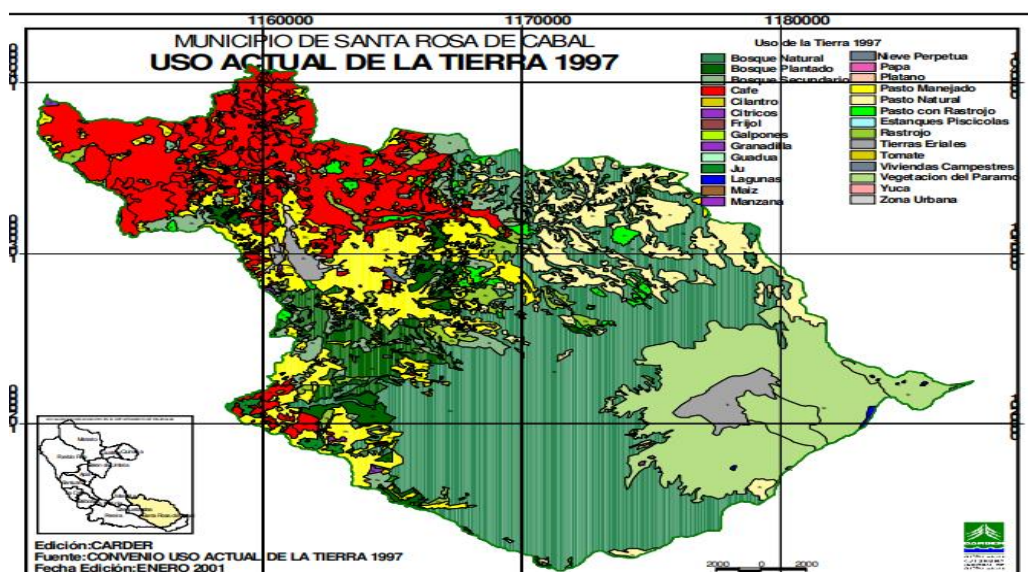 1160000 1170000 1180000
MUNICIPIO DE SANTA ROSA DE CABAL
USO ACTUAL DE LA TIERRA 1997
Uso de la Tierra 1997
Bosque Natural
Bosque Plantado
Bosque Secundario
Cafe
Cilantro
Citricos
Frijol
Galpones
Granadilla
Guadua
Ju
Lagunas
Maiz
Manzana
Nieve Perpetua
Papa
Platano
Pasto Manejado
Pasto Natural
Pasto con Rastrojo
Estanques Piscicolas
Rastrojo
Tierras Eriales
Tomate
Viviendas Campestres
Vegetacion del Paramo
Yuca
Zona Urbana
Edición:CARDER
Fuente:CONVENIO USO ACTUAL DE LA TIERRA 1997
Fecha Edición:ENERO 2001
2000 0 2000
CARDER